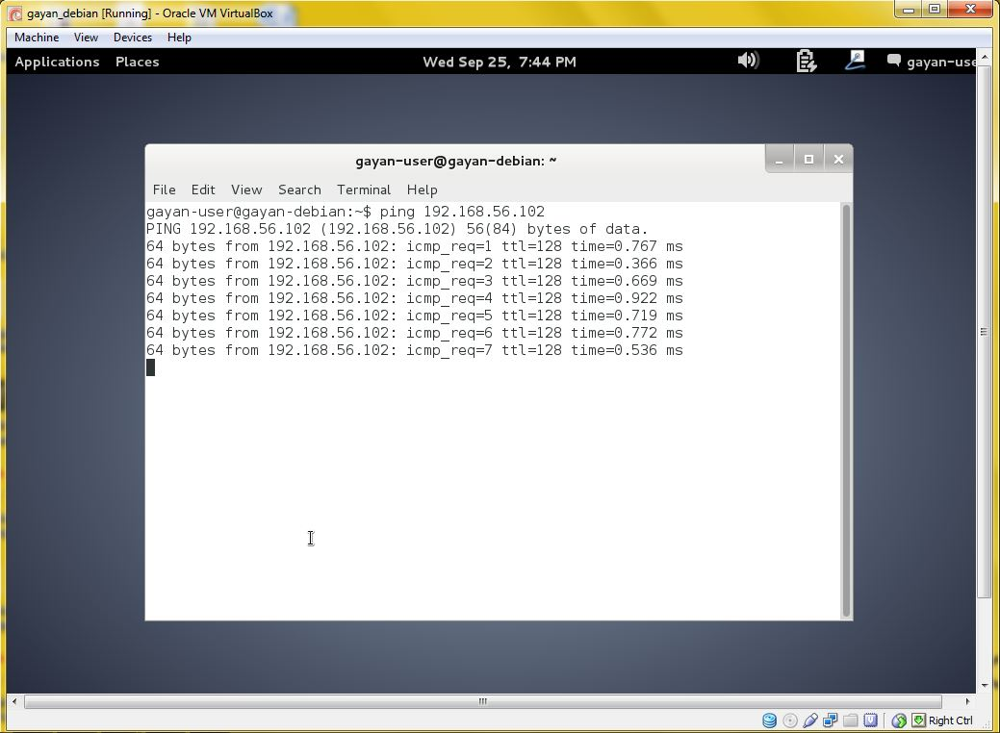 gayan_debian [Running] - Oracle VM VirtualBox
Machine View Devices Help
Applications Places Wed Sep 25, 7:44 PM gayan-use
gayan-user@gayan-debian: ~
File Edit View Search Terminal Help
gayan-user@gayan-debian:~$ ping 192.168.56.102
PING 192.168.56.102 (192.168.56.102) 56(84) bytes of data.
64 bytes from 192.168.56.102: icmp_req=1 ttl=128 time=0.767 ms
64 bytes from 192.168.56.102: icmp_req=2 ttl=128 time=0.366 ms
64 bytes from 192.168.56.102: icmp_req=3 ttl=128 time=0.669 ms
64 bytes from 192.168.56.102: icmp_req=4 ttl=128 time=0.922 ms
64 bytes from 192.168.56.102: icmp_req=5 ttl=128 time=0.719 ms
64 bytes from 192.168.56.102: icmp_req=6 ttl=128 time=0.772 ms
64 bytes from 192.168.56.102: icmp_req=7 ttl=128 time=0.536 ms
Right Ctrl